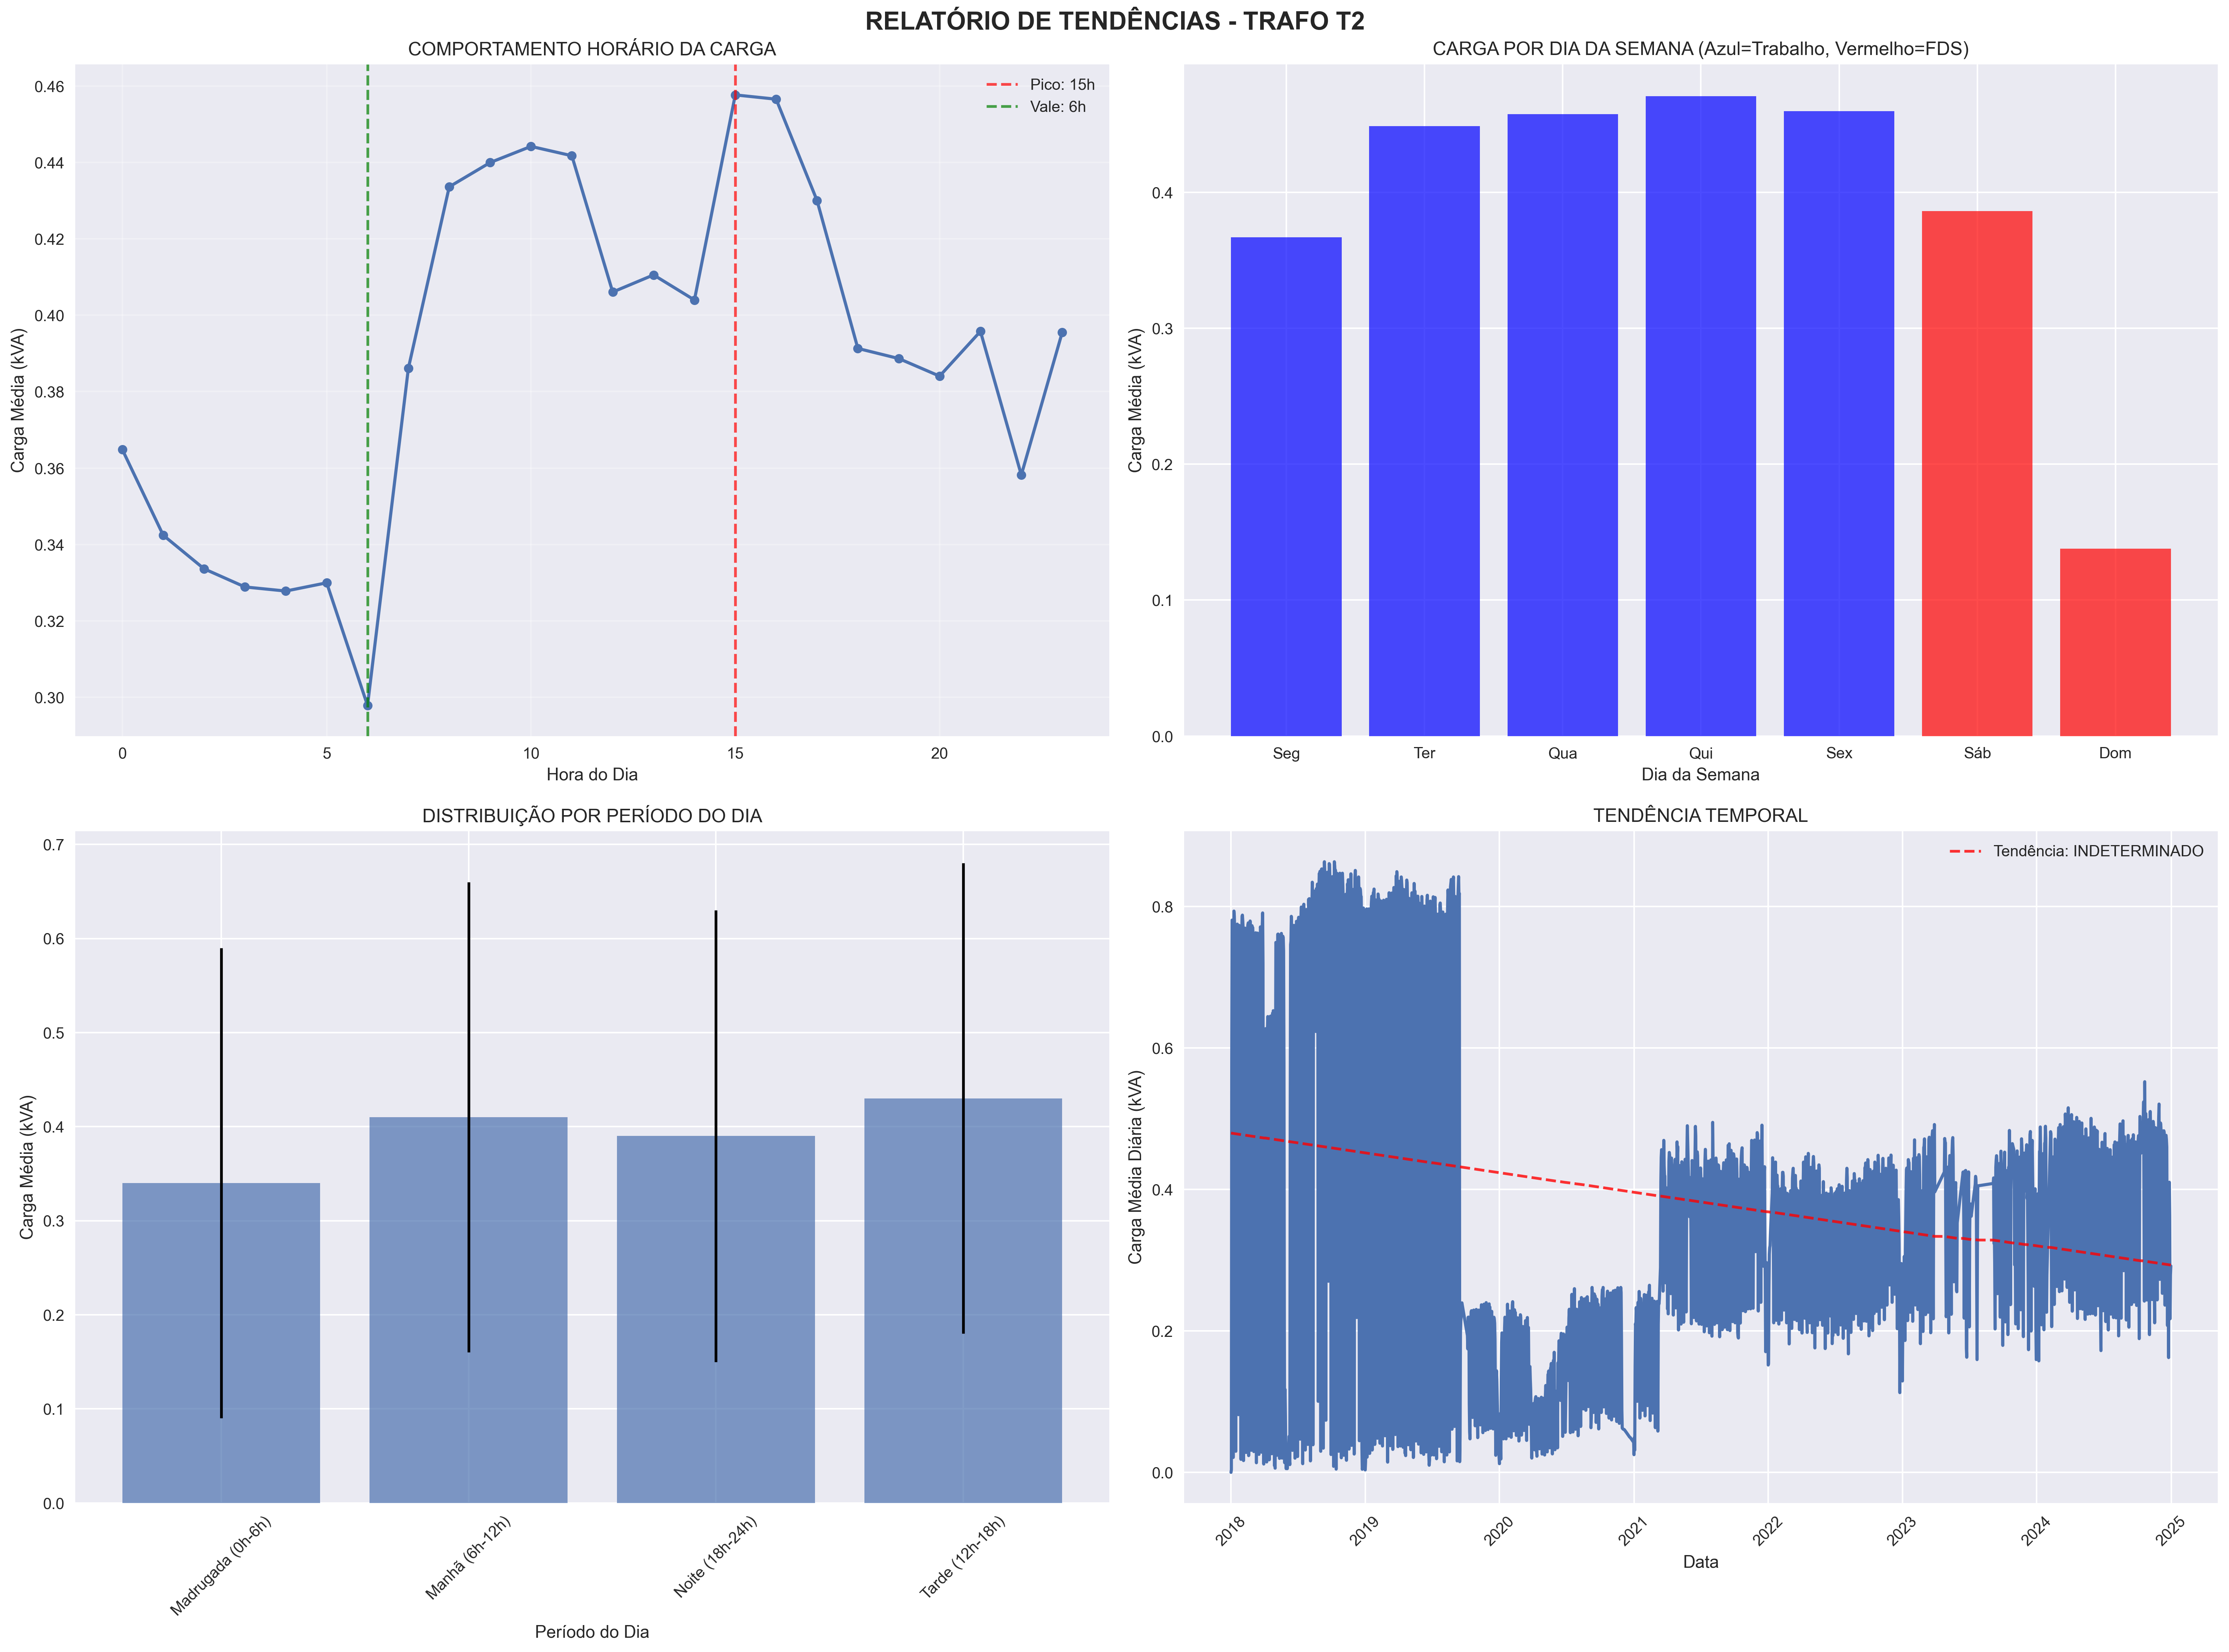 RELATÓRIO DE TENDÊNCIAS - TRAFO T2
COMPORTAMENTO HORÁRIO DA CARGA
Carga Média (kVA)
0.46
0.44
0.42
0.40
0.38
0.36
0.34
0.32
0.30
Pico: 15h
Vale: 6h
0 5 10 15 20
Hora do Dia
CARGA POR DIA DA SEMANA (Azul=Trabalho, Vermelho=FDS)
Carga Média (kVA)
0.4
0.3
0.2
0.1
0.0
Seg Ter Qua Qui Sex Sáb Dom
Dia da Semana
DISTRIBUIÇÃO POR PERÍODO DO DIA
Carga Média (kVA)
0.7
0.6
0.5
0.4
0.3
0.2
0.1
0.0
Madrugada (0h-6h)
Manhã (6h-12h)
Noite (18h-24h)
Tarde (12h-18h)
Período do Dia
TENDÊNCIA TEMPORAL
Carga Média Diária (kVA)
0.8
0.6
0.4
0.2
0.0
Tendência: INDETERMINADO
2018 2019 2020 2021 2022 2023 2024 2025
Data